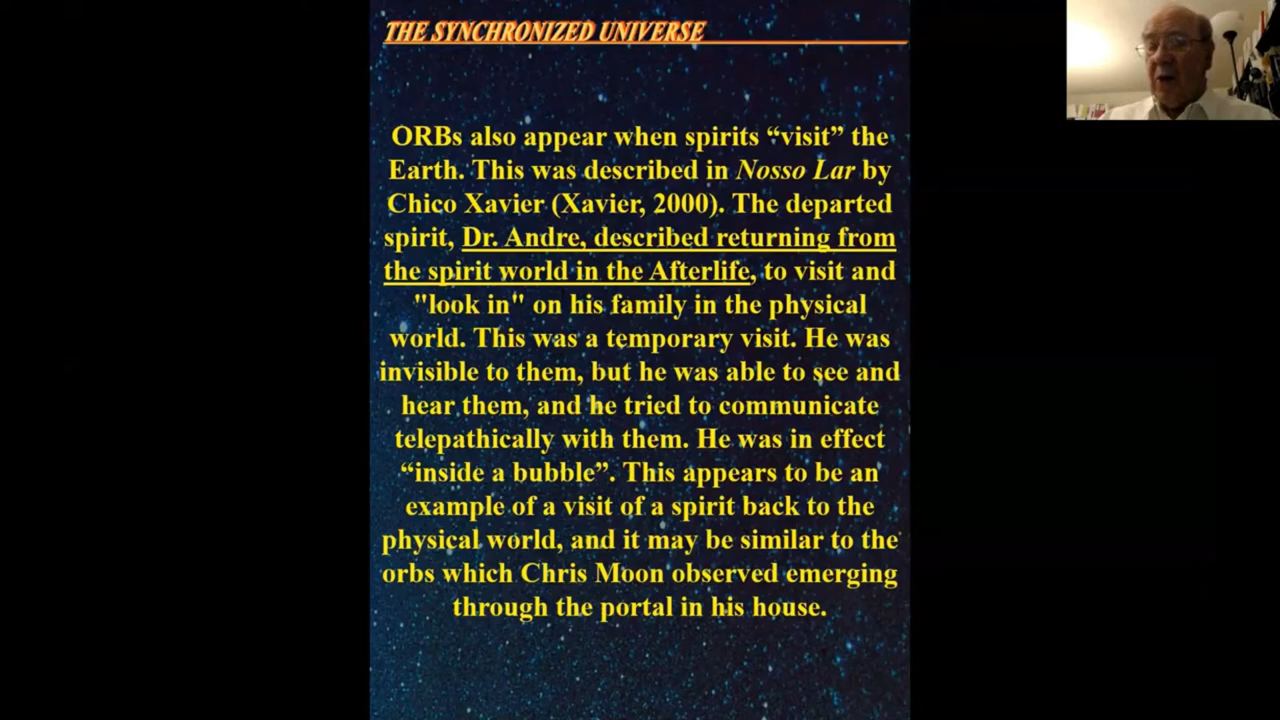 THE SYNCHRONIZED UNIVERSE
ORBs also appear when spirits “visit” the
Earth. This was described in Nosso Lar by
Chico Xavier (Xavier, 2000). The departed
spirit, Dr. Andre, described returning from
the spirit world in the Afterlife, to visit and
"look in" on his family in the physical
world. This was a temporary visit. He was
invisible to them, but he was able to see and
hear them, and he tried to communicate
telepathically with them. He was in effect
“inside a bubble”. This appears to be an
example of a visit of a spirit back to the
physical world, and it may be similar to the
orbs which Chris Moon observed emerging
through the portal in his house.